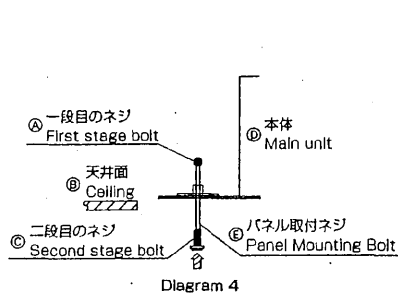 Ⓐ 一段目のネジ
First stage bolt
Ⓓ 本体
Main unit
Ⓑ 天井面
Ceiling
Ⓒ 二段目のネジ
Second stage bolt
Ⓔ パネル取付ネジ
Panel Mounting Bolt
Diagram 4